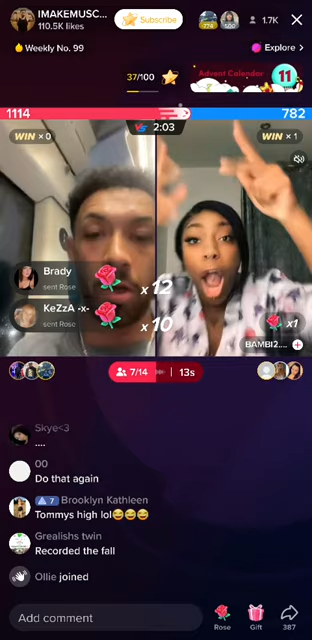 IMAKEMUSC...
110.5K likes
Subscribe
774
500
1.7K
Weekly No. 99
Explore >
37/100
Advent Calendar
11
1114
782
WIN × 0
2:03
WIN × 1
Brady
sent Rose
x 12
KeZzA -x-
sent Rose
x 10
x1
BAMBI2....
7/14
13s
Skye<3
....
00
Do that again
7 Brooklyn Kathleen
Tommys high lol😂😂😂
Grealishs twin
Recorded the fall
Ollie joined
Add comment
Rose
Gift
387